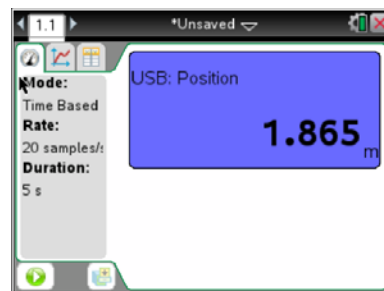 1.1
*Unsaved
Mode:
Time Based
Rate:
20 samples/s
Duration:
5 s
USB: Position
1.865
m